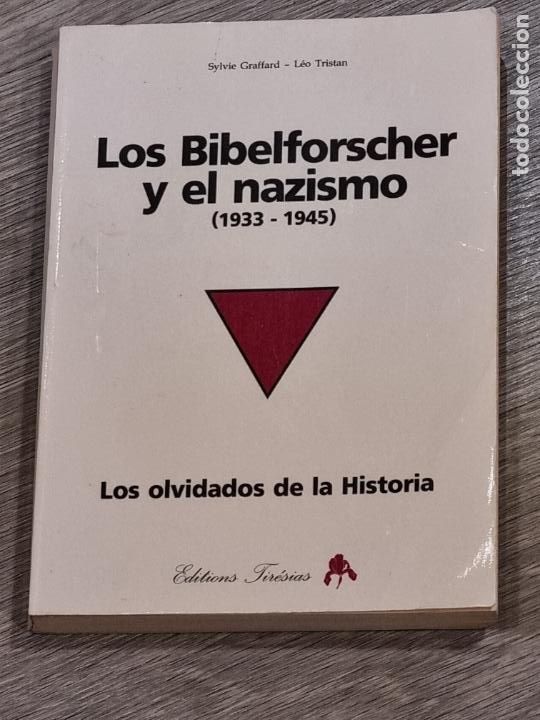 Sylvie Graffard – Léo Tristan
Los Bibelforscher
y el nazismo
(1933 - 1945)
Los olvidados de la Historia
Editions Tirésias
todocoleccion